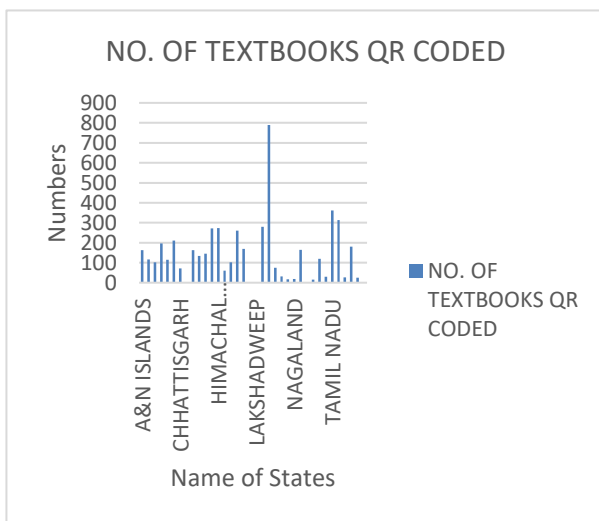 NO. OF TEXTBOOKS QR CODED
900
800
700
600
500
400
300
200
100
0
Numbers
A&N ISLANDS
CHHATTISGARH
HIMACHAL…
LAKSHADWEEP
NAGALAND
TAMIL NADU
Name of States
NO. OF
TEXTBOOKS QR
CODED